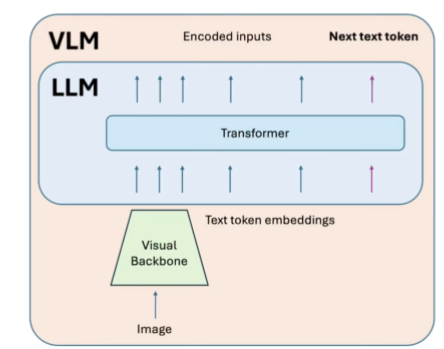 VLM
Encoded inputs
Next text token
LLM
Transformer
Text token embeddings
Visual
Backbone
Image